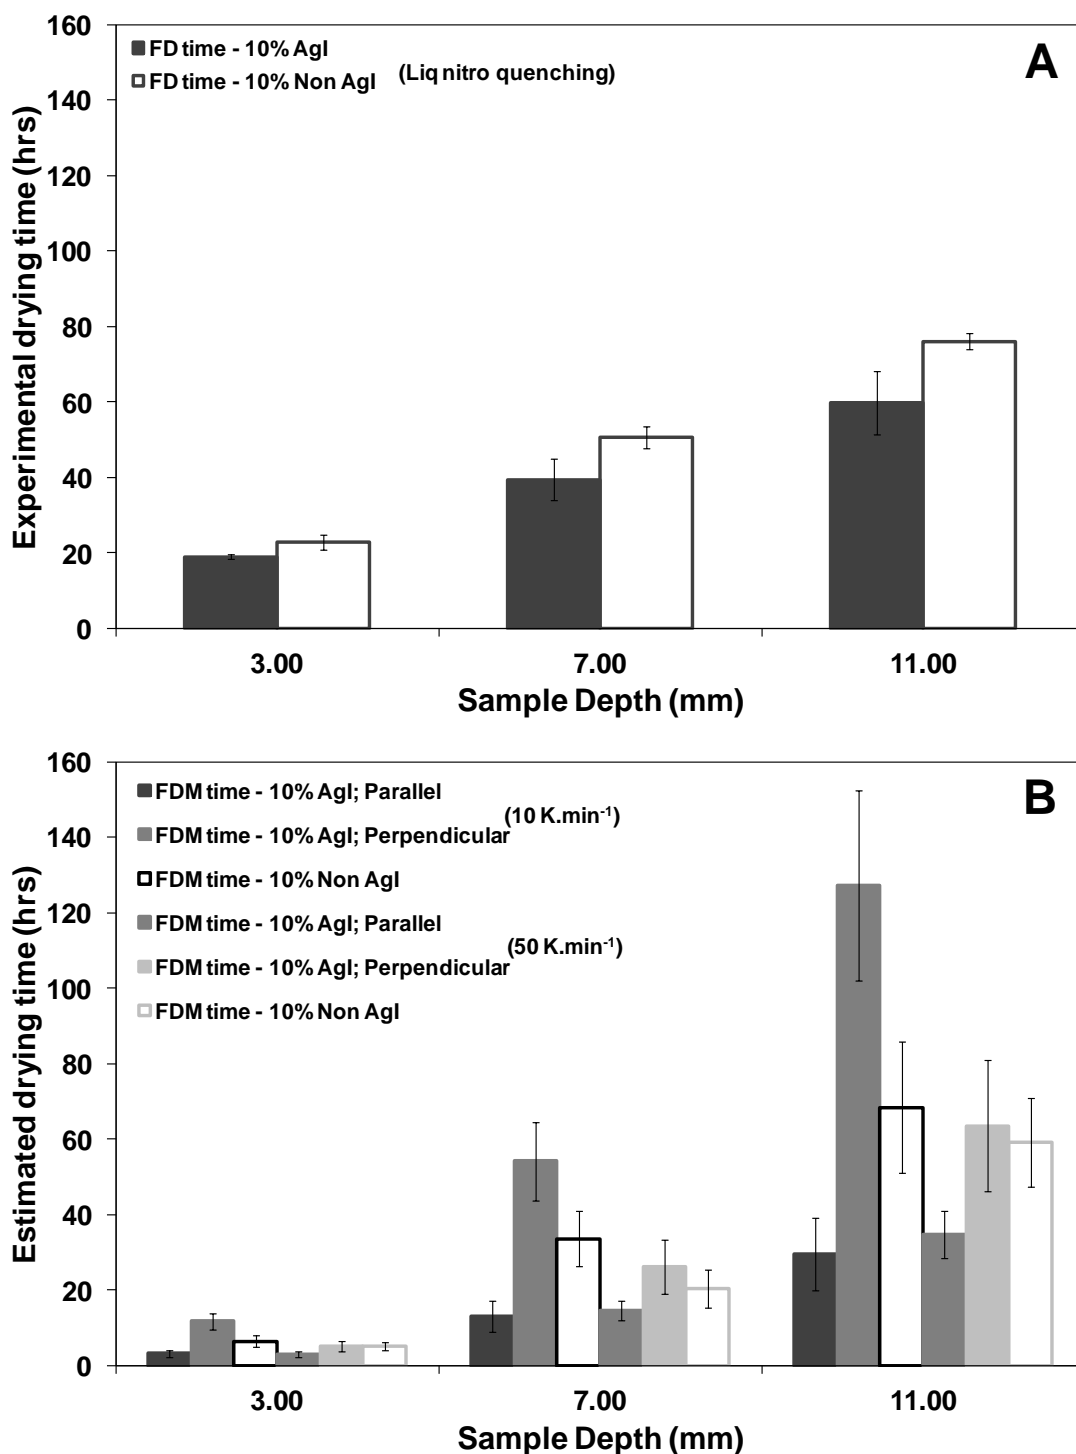 160
140
120
100
80
60
40
20
0
Experimental drying time (hrs)
FD time - 10% AgI
FD time - 10% Non AgI
(Liq nitro quenching)
A
3.00 7.00 11.00
Sample Depth (mm)
160
140
120
100
80
60
40
20
0
Estimated drying time (hrs)
FDM time - 10% AgI; Parallel
FDM time - 10% AgI; Perpendicular
(10 K.min⁻¹)
FDM time - 10% Non AgI
FDM time - 10% AgI; Parallel
FDM time - 10% AgI; Perpendicular
(50 K.min⁻¹)
FDM time - 10% Non AgI
B
3.00 7.00 11.00
Sample Depth (mm)